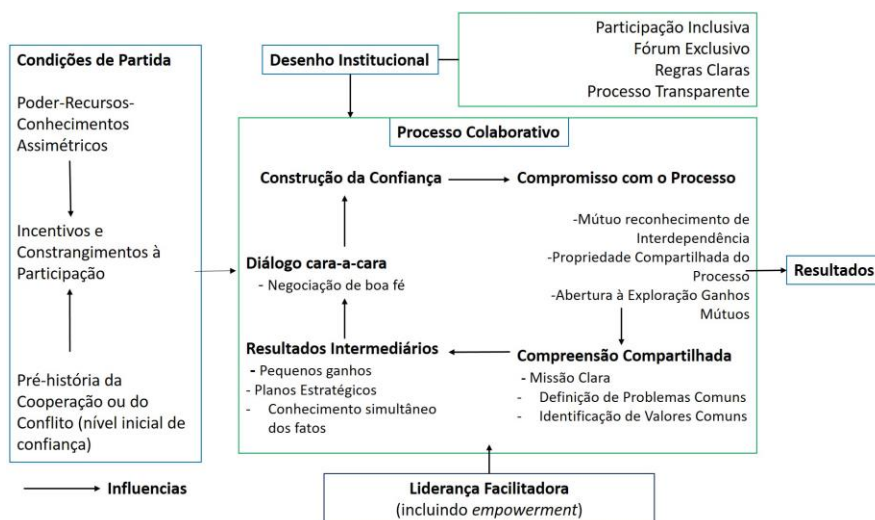 Condições de Partida
Poder-Recursos-
Conhecimentos
Assimétricos
Incentivos e
Constrangimentos à
Participação
Pré-história da
Cooperação ou do
Conflito (nível inicial de
confiança)
Influencias
Desenho Institucional
Participação Inclusiva
Fórum Exclusivo
Regras Claras
Processo Transparente
Processo Colaborativo
Construção da Confiança
Compromisso com o Processo
-Mútuo reconhecimento de
Interdependência
-Propriedade Compartilhada do
Processo
-Abertura à Exploração Ganhos
Mútuos
Diálogo cara-a-cara
- Negociação de boa fé
Resultados Intermediários
- Pequenos ganhos
- Planos Estratégicos
- Conhecimento simultâneo
dos fatos
Compreensão Compartilhada
- Missão Clara
- Definição de Problemas Comuns
- Identificação de Valores Comuns
Resultados
Liderança Facilitadora
(incluindo empowerment)